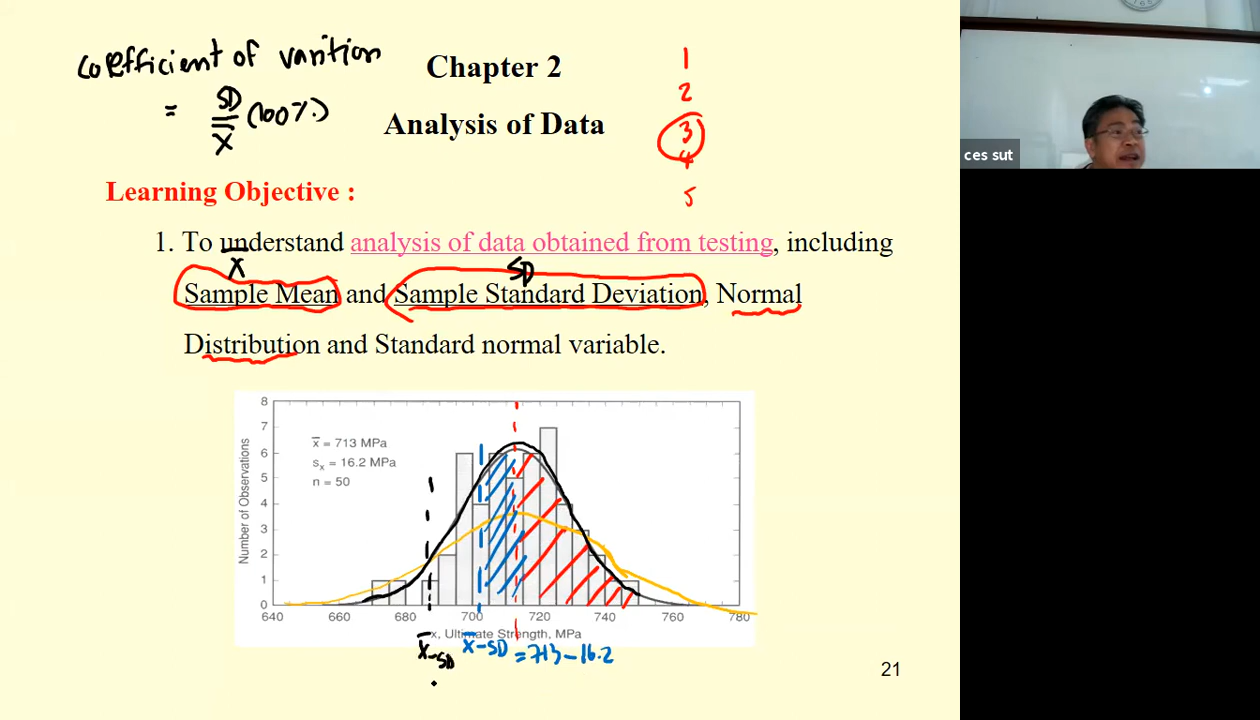 coefficient of varition
= SD/x̄ (100%)
Chapter 2
Analysis of Data
1
2
3
4
5
ces sut
Learning Objective :
1. To understand analysis of data obtained from testing, including
x̄
SD
Sample Mean and Sample Standard Deviation, Normal
Distribution and Standard normal variable.
Number of Observations
8
7
6
5
4
3
2
1
0
x̄ = 713 MPa
sx = 16.2 MPa
n = 50
640 660 680 700 720 740 760 780
x, Ultimate Strength, MPa
x̄-SD
x̄-SD = 713-16.2
21